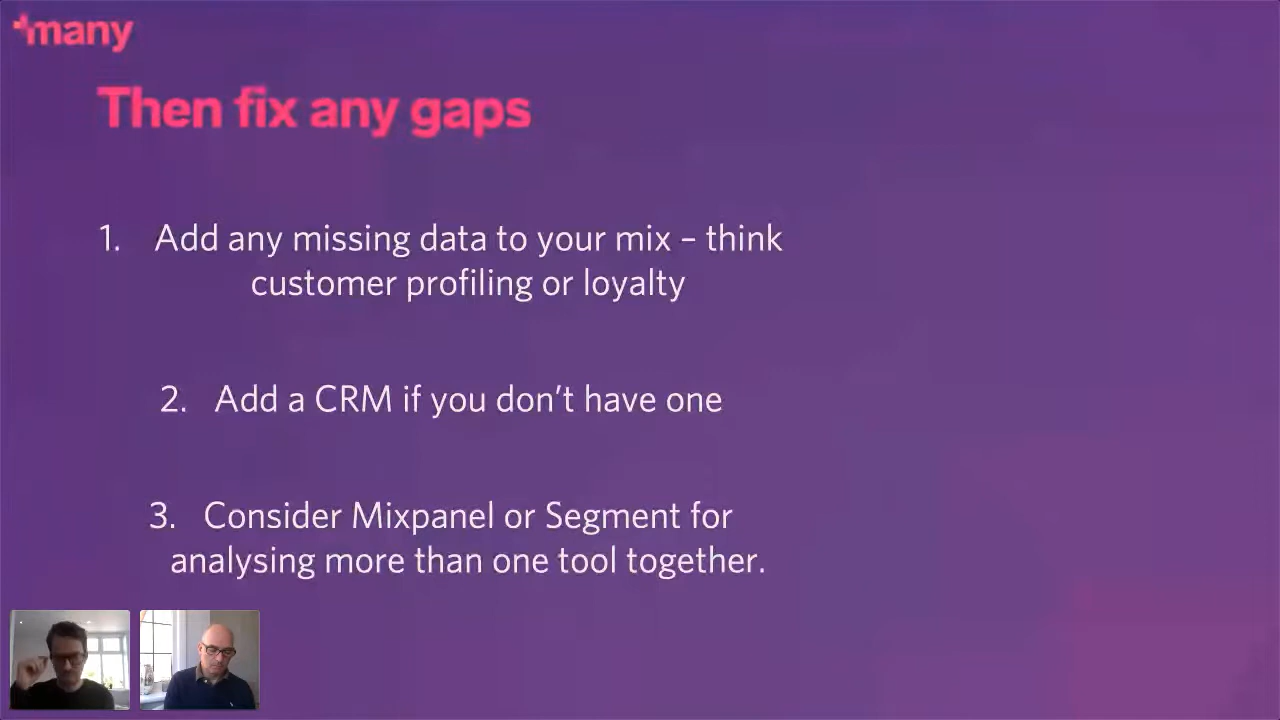 many
Then fix any gaps
1. Add any missing data to your mix – think
customer profiling or loyalty
2. Add a CRM if you don’t have one
3. Consider Mixpanel or Segment for
analysing more than one tool together.